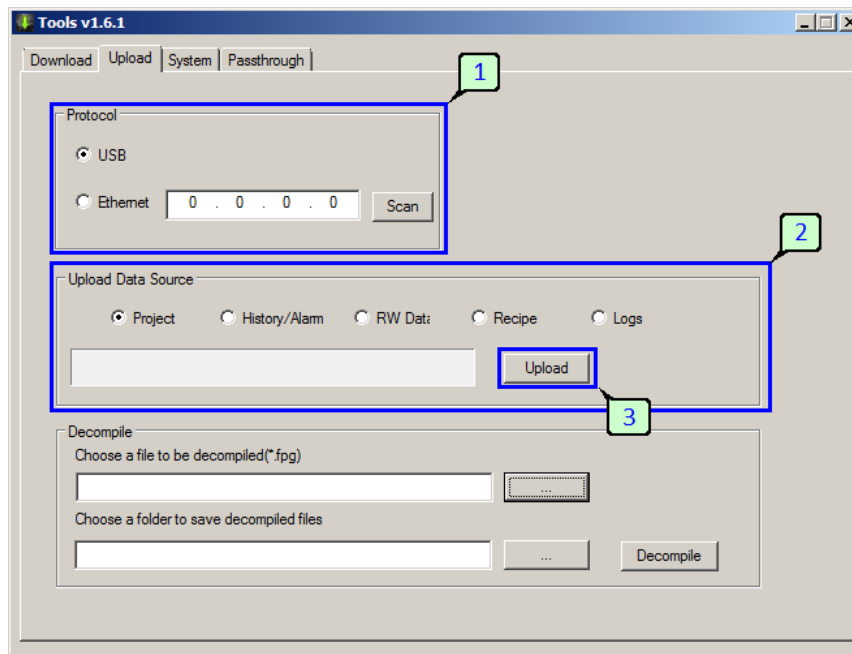 Tools v1.6.1
Download Upload System Passthrough
1
Protocol
USB
Ethernet 0 . 0 . 0 . 0 Scan
2
Upload Data Source
Project History/Alarm RW Data Recipe Logs
Upload
3
Decompile
Choose a file to be decompiled(*.fpg)
...
Choose a folder to save decompiled files
... Decompile